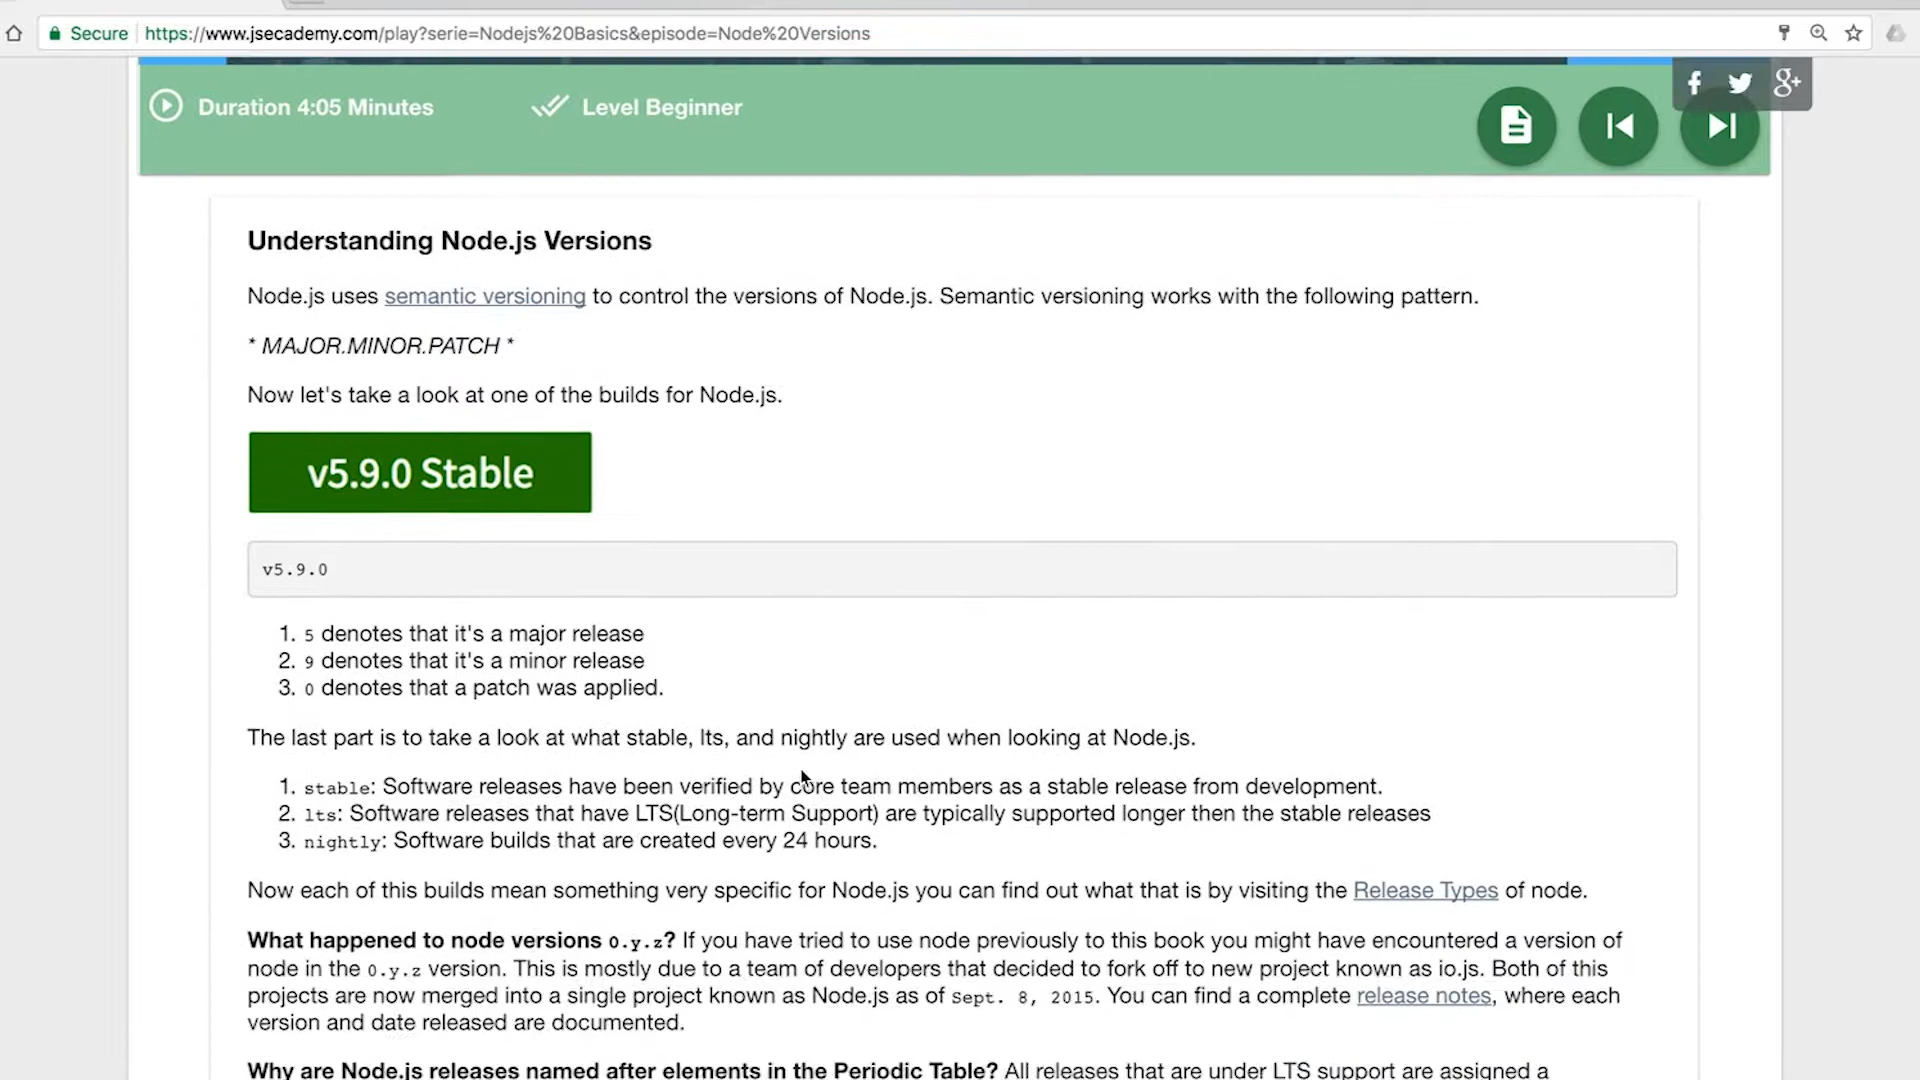 Secure https://www.jsecademy.com/play?serie=Nodejs%20Basics&episode=Node%20Versions
Duration 4:05 Minutes Level Beginner
Understanding Node.js Versions
Node.js uses semantic versioning to control the versions of Node.js. Semantic versioning works with the following pattern.
* MAJOR.MINOR.PATCH *
Now let's take a look at one of the builds for Node.js.
v5.9.0 Stable
v5.9.0
1. 5 denotes that it's a major release
2. 9 denotes that it's a minor release
3. 0 denotes that a patch was applied.
The last part is to take a look at what stable, lts, and nightly are used when looking at Node.js.
1. stable: Software releases have been verified by core team members as a stable release from development.
2. lts: Software releases that have LTS(Long-term Support) are typically supported longer then the stable releases
3. nightly: Software builds that are created every 24 hours.
Now each of this builds mean something very specific for Node.js you can find out what that is by visiting the Release Types of node.
What happened to node versions 0.y.z? If you have tried to use node previously to this book you might have encountered a version of
node in the 0.y.z version. This is mostly due to a team of developers that decided to fork off to new project known as io.js. Both of this
projects are now merged into a single project known as Node.js as of Sept. 8, 2015. You can find a complete release notes, where each
version and date released are documented.
Why are Node.js releases named after elements in the Periodic Table? All releases that are under LTS support are assigned a